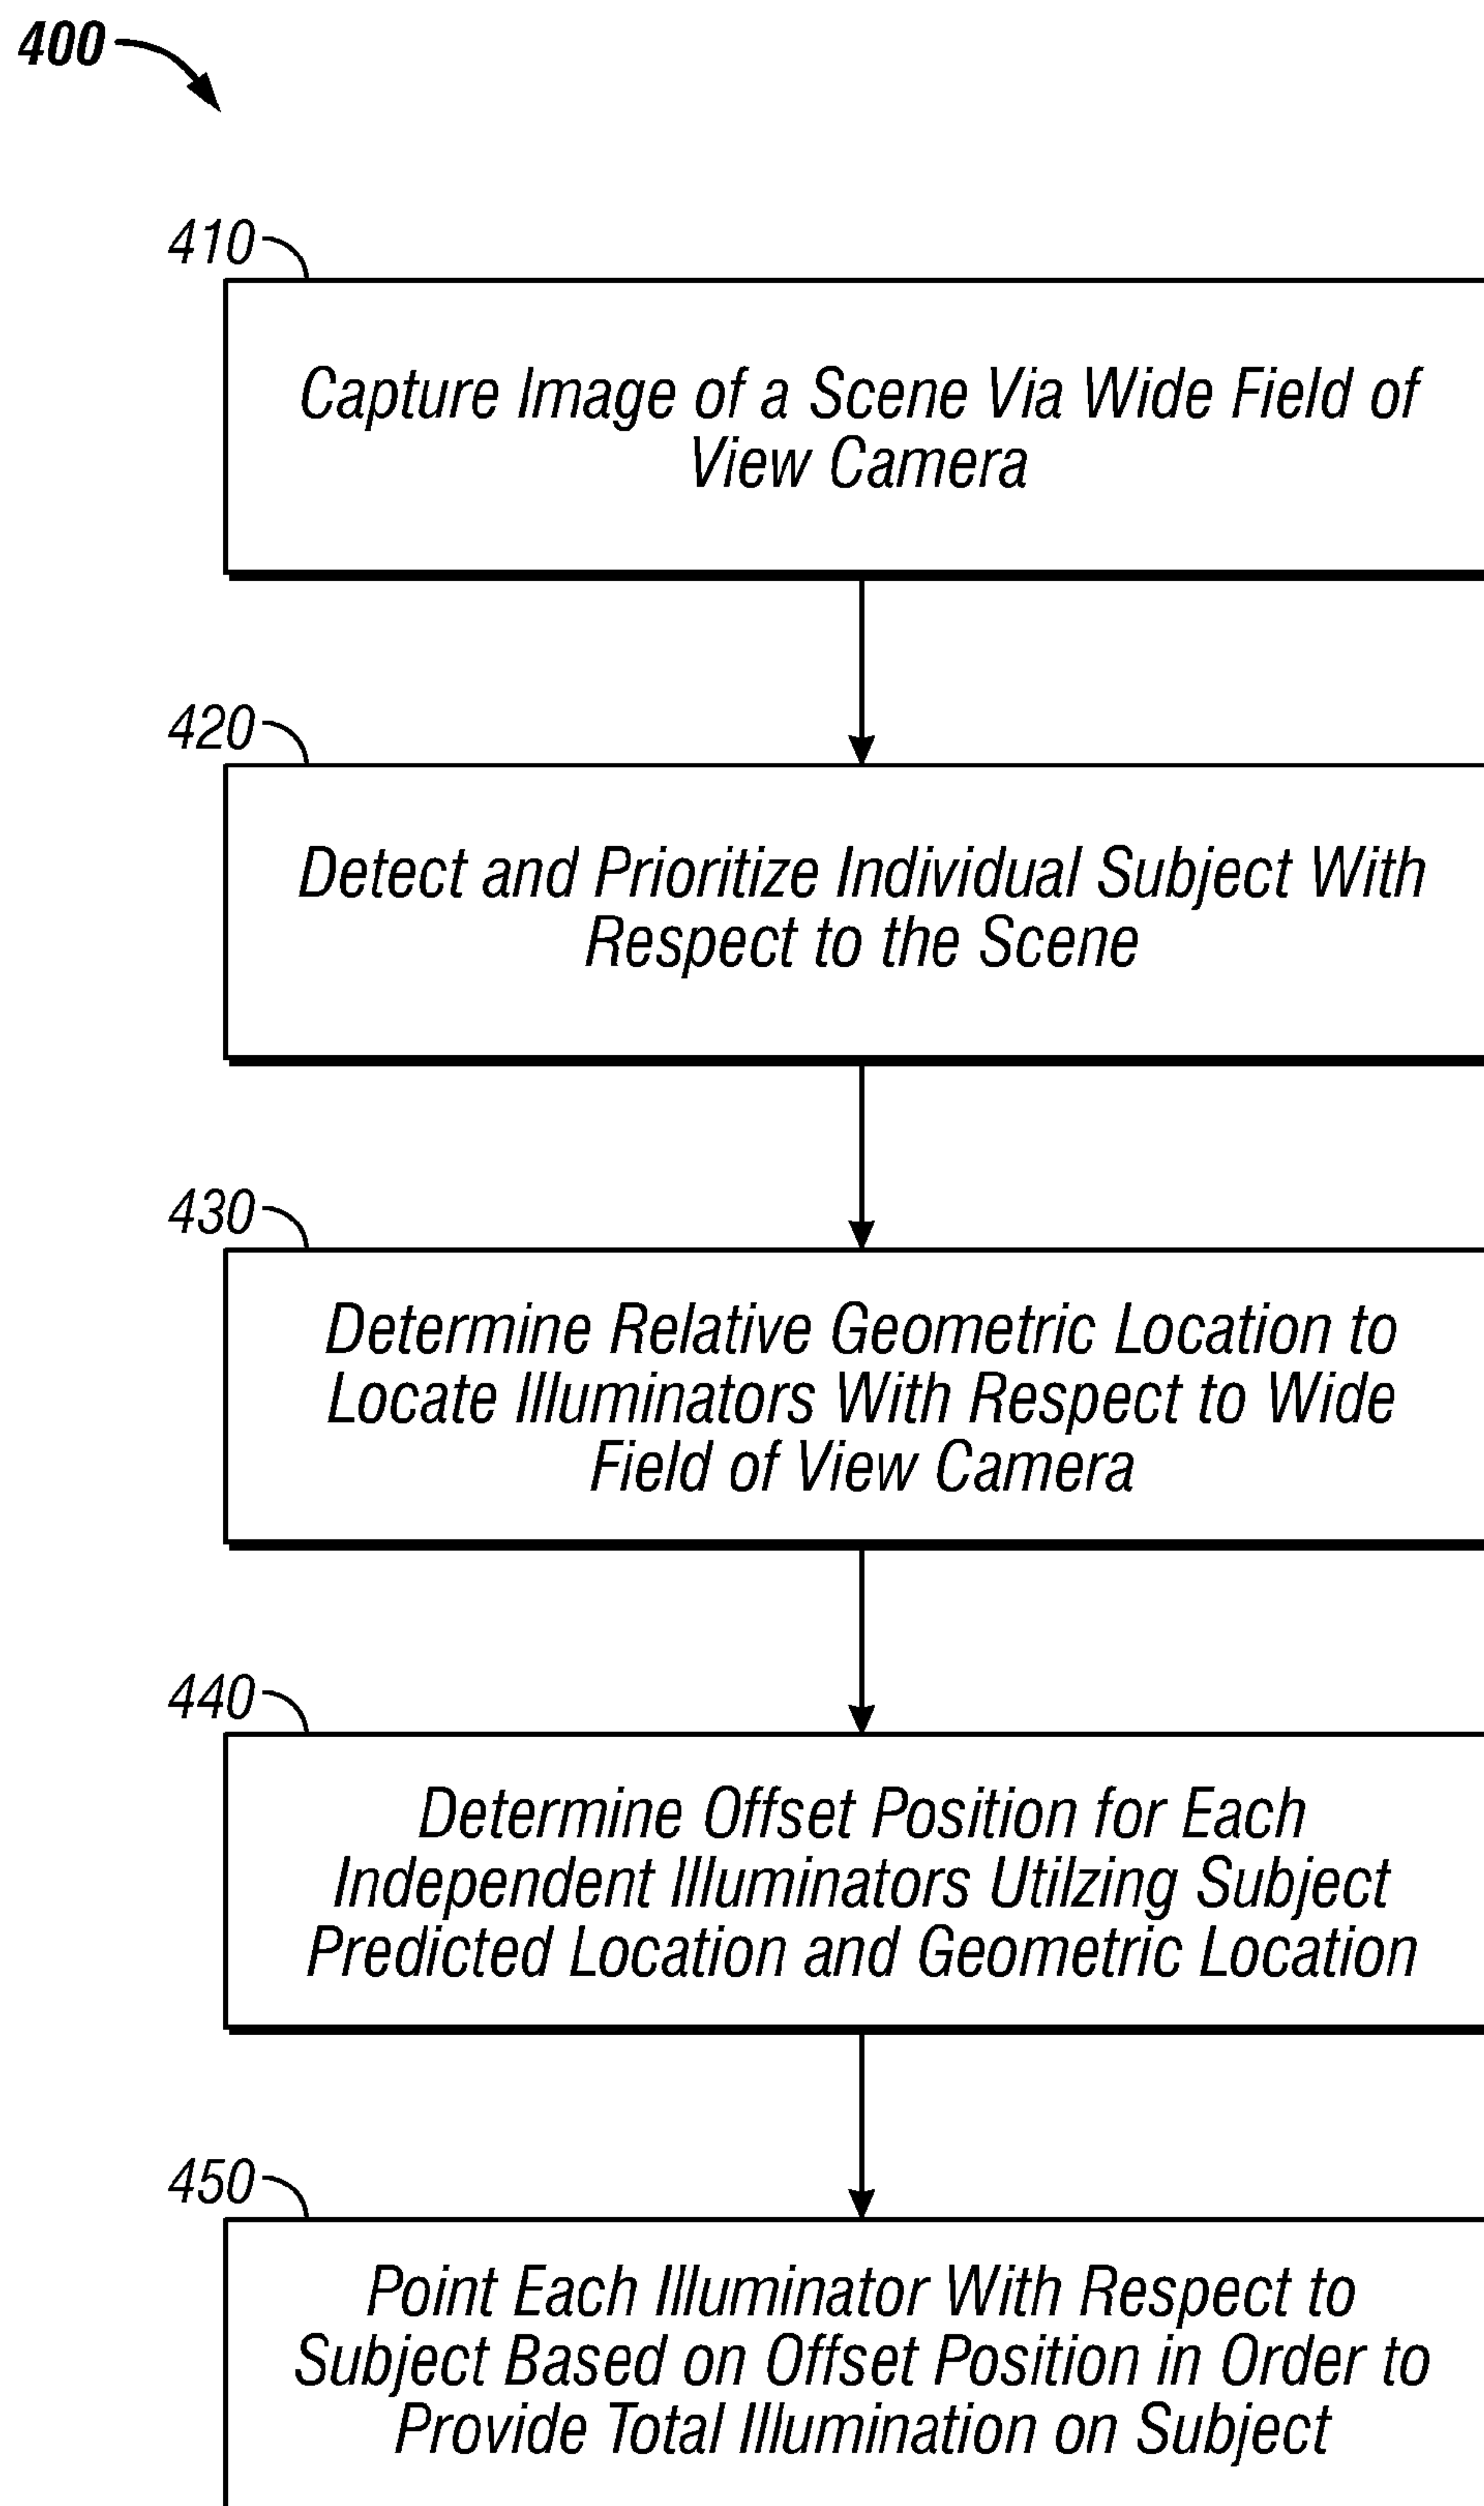 400
410
Capture Image of a Scene Via Wide Field of
View Camera
420
Detect and Prioritize Individual Subject With
Respect to the Scene
430
Determine Relative Geometric Location to
Locate Illuminators With Respect to Wide
Field of View Camera
440
Determine Offset Position for Each
Independent Illuminators Utilzing Subject
Predicted Location and Geometric Location
450
Point Each Illuminator With Respect to
Subject Based on Offset Position in Order to
Provide Total Illumination on Subject